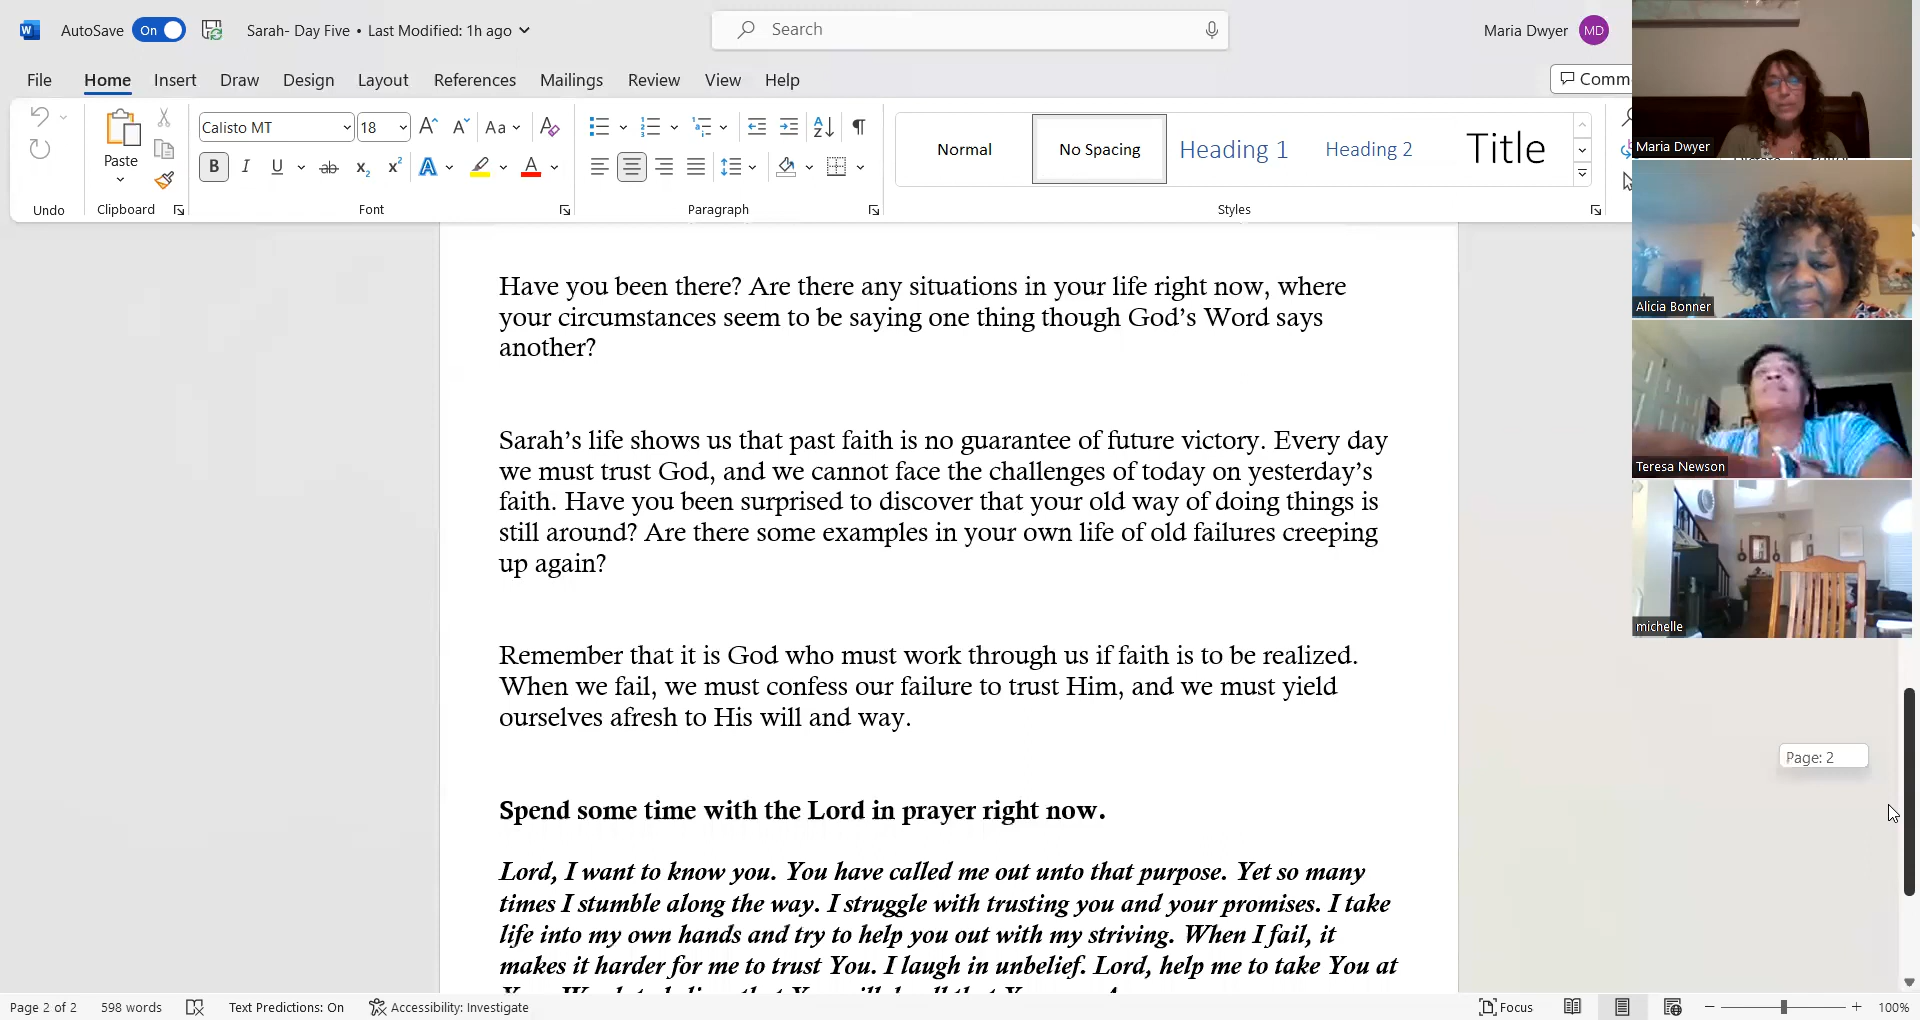 AutoSave On Sarah- Day Five • Last Modified: 1h ago Search Maria Dwyer MD
File Home Insert Draw Design Layout References Mailings Review View Help Comm
Paste Calisto MT 18 Aa Normal No Spacing Heading 1 Heading 2 Title
Undo Clipboard Font Paragraph Styles
Maria Dwyer
Alicia Bonner
Teresa Newson
michelle
Have you been there? Are there any situations in your life right now, where
your circumstances seem to be saying one thing though God’s Word says
another?
Sarah’s life shows us that past faith is no guarantee of future victory. Every day
we must trust God, and we cannot face the challenges of today on yesterday’s
faith. Have you been surprised to discover that your old way of doing things is
still around? Are there some examples in your own life of old failures creeping
up again?
Remember that it is God who must work through us if faith is to be realized.
When we fail, we must confess our failure to trust Him, and we must yield
ourselves afresh to His will and way.
Page: 2
Spend some time with the Lord in prayer right now.
Lord, I want to know you. You have called me out unto that purpose. Yet so many
times I stumble along the way. I struggle with trusting you and your promises. I take
life into my own hands and try to help you out with my striving. When I fail, it
makes it harder for me to trust You. I laugh in unbelief. Lord, help me to take You at
Page 2 of 2 598 words Text Predictions: On Accessibility: Investigate Focus 100%